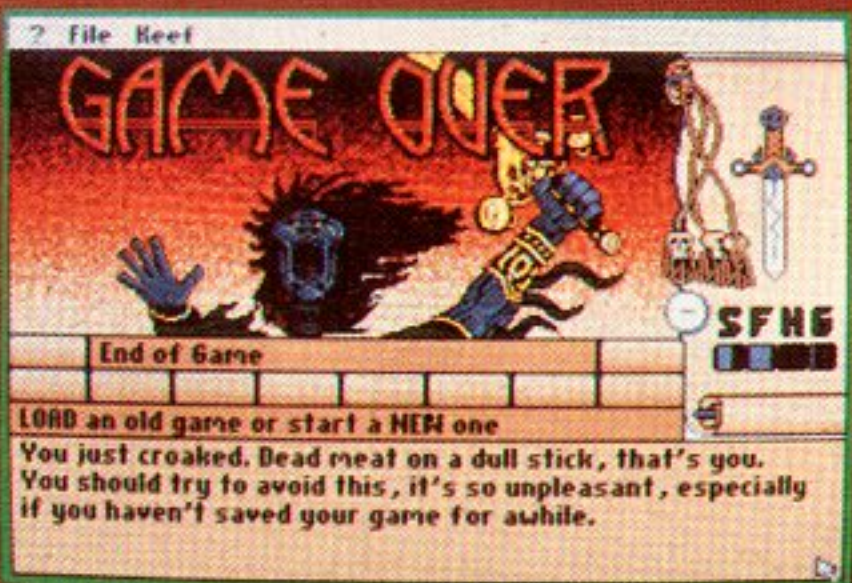 ? File Keef
GAME OVER
SFHG
End of Game
LOAD an old game or start a NEW one
You just croaked. Dead meat on a dull stick, that's you.
You should try to avoid this, it's so unpleasant, especially
if you haven't saved your game for awhile.